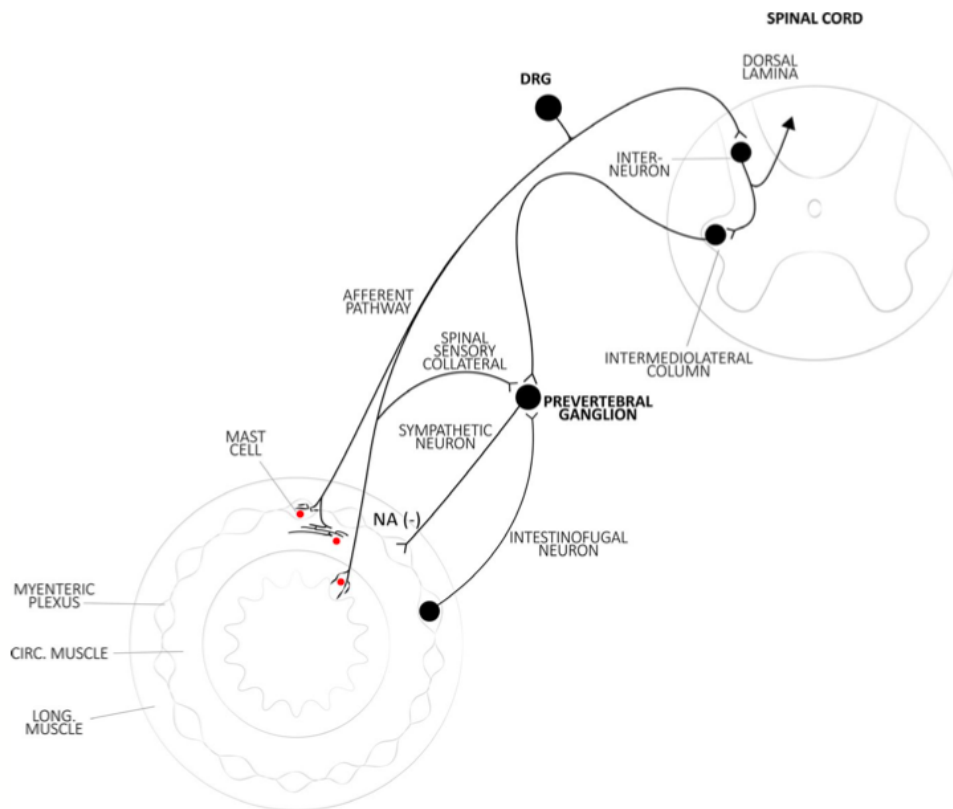 SPINAL CORD
DORSAL
LAMINA
DRG
INTER-
NEURON
AFFERENT
PATHWAY
SPINAL
SENSORY
COLLATERAL
INTERMEDIOLATERAL
COLUMN
PREVERTEBRAL
GANGLION
SYMPATHETIC
NEURON
MAST
CELL
NA (-)
INTESTINOFUGAL
NEURON
MYENTERIC
PLEXUS
CIRC. MUSCLE
LONG.
MUSCLE